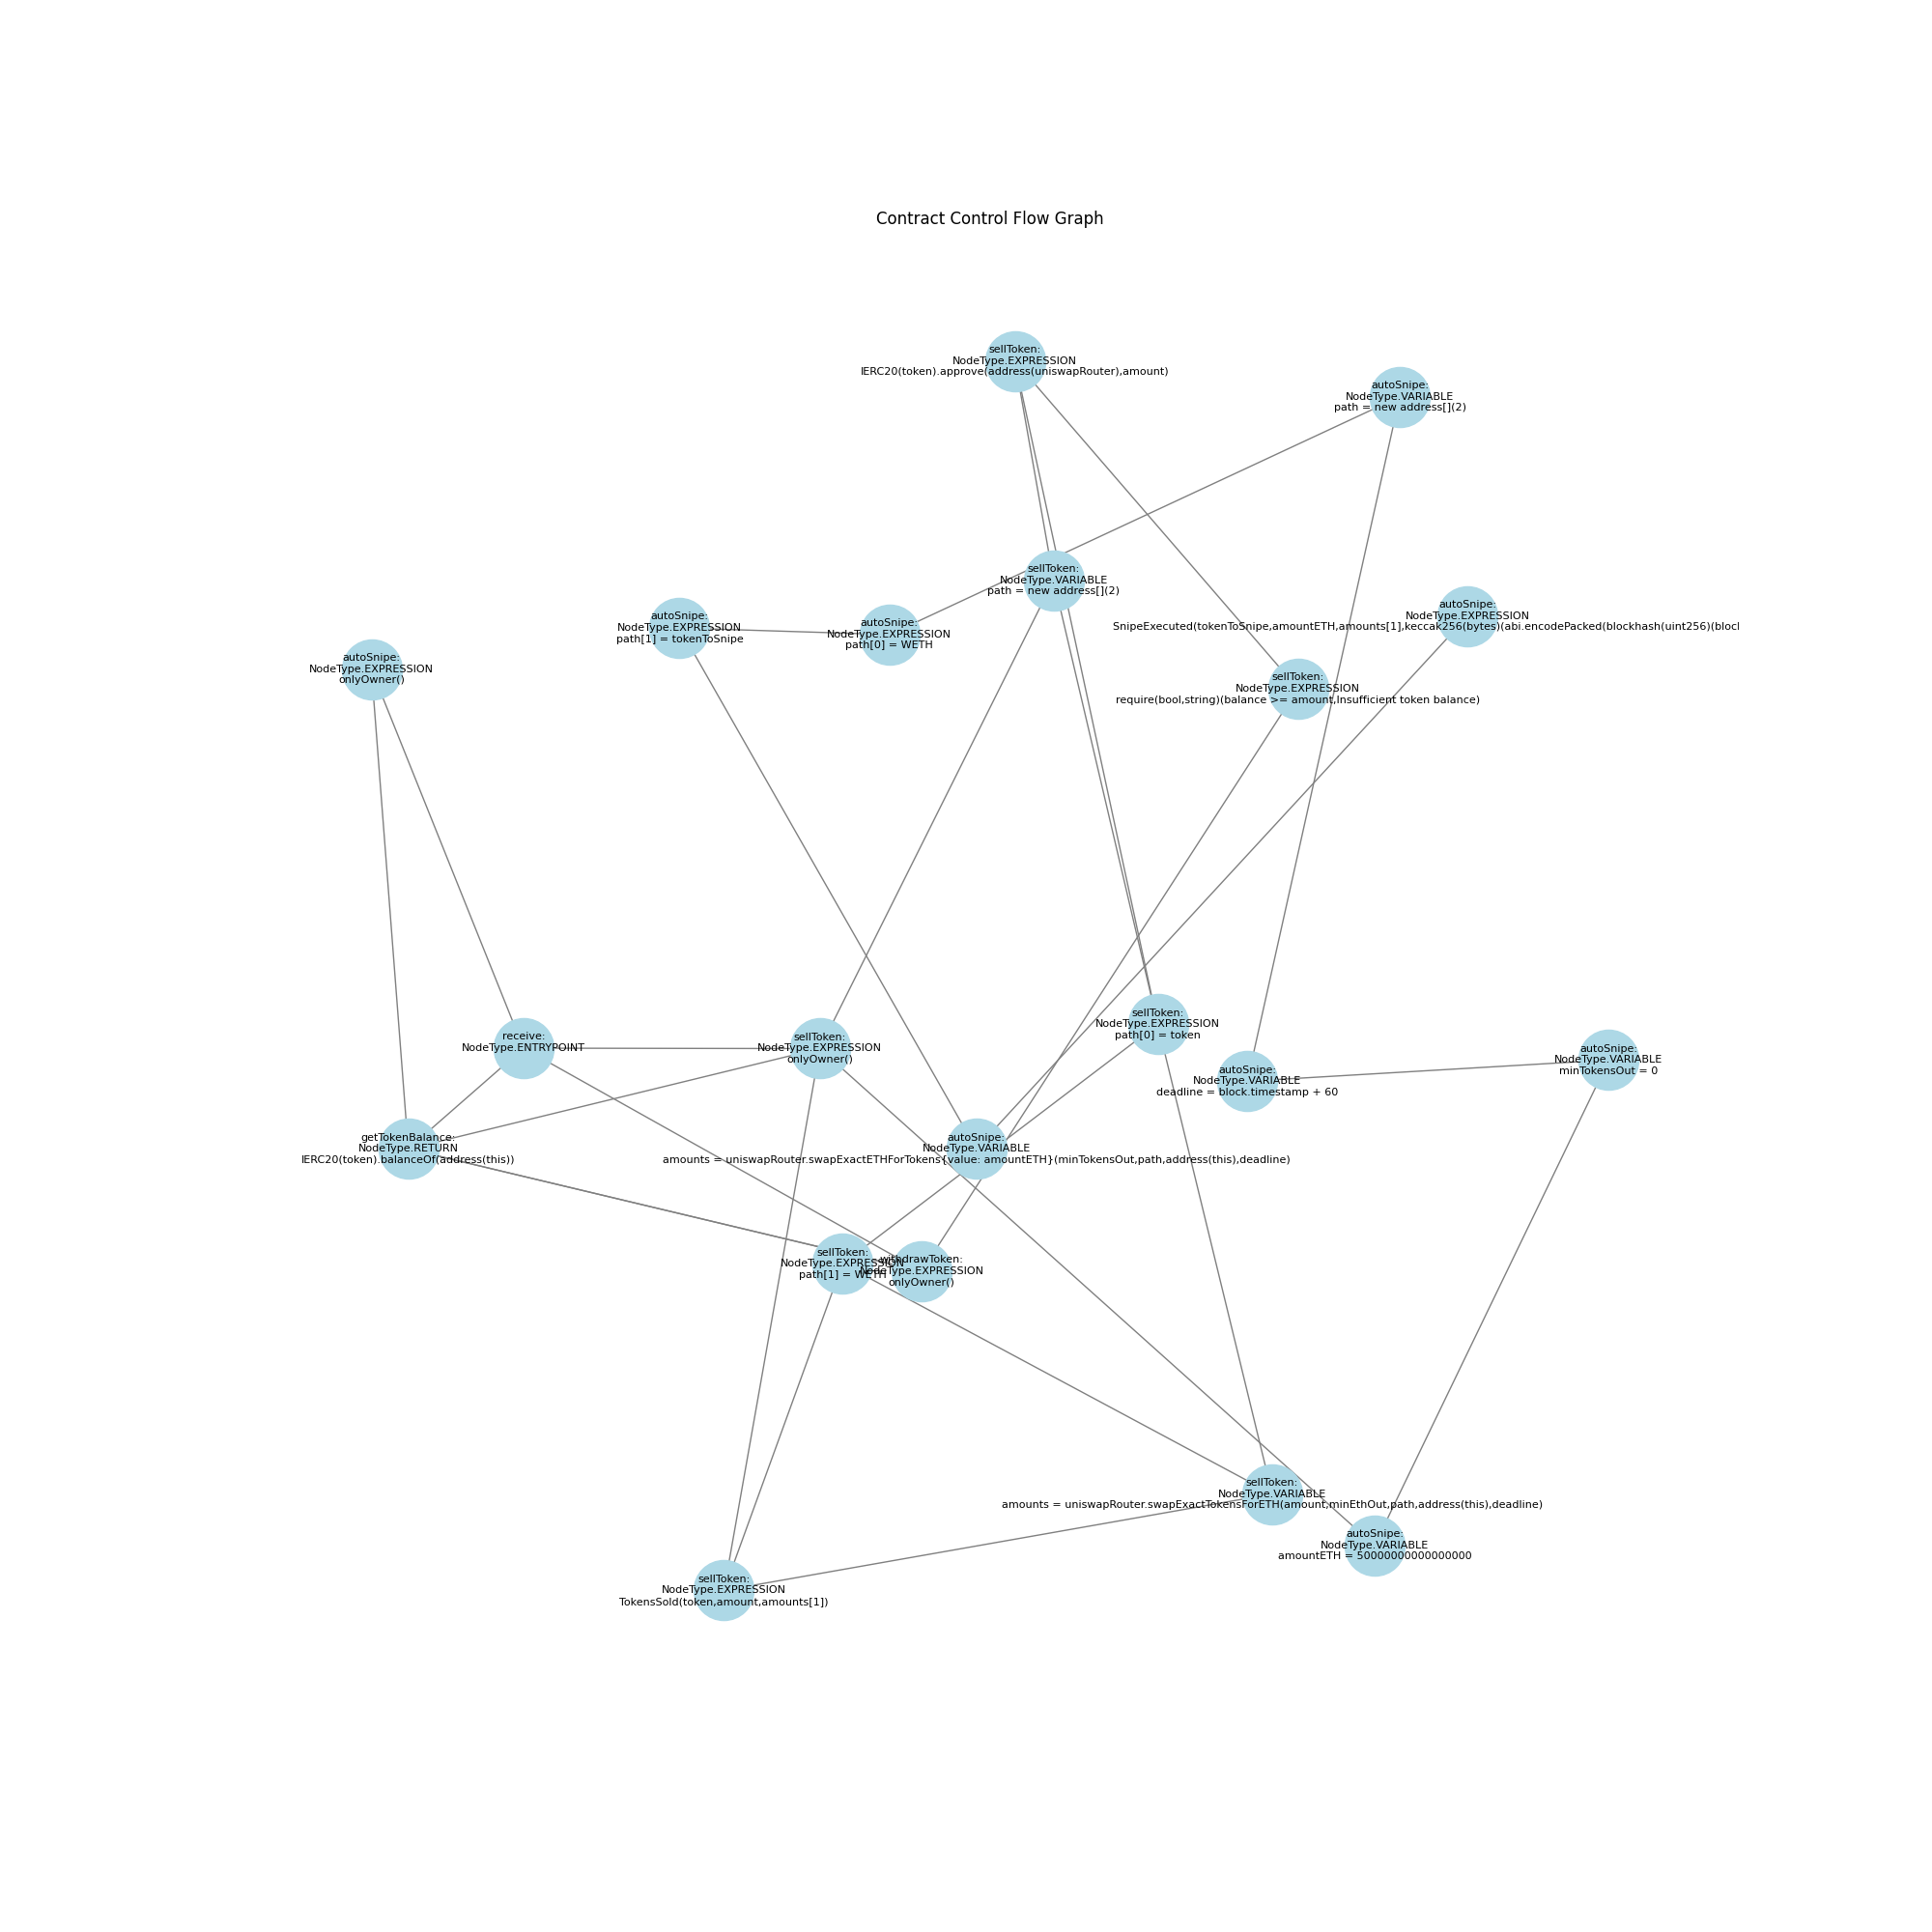 Contract Control Flow Graph
sellToken:
NodeType.EXPRESSION
IERC20(token).approve(address(uniswapRouter),amount)
autoSnipe:
NodeType.VARIABLE
path = new address[](2)
sellToken:
NodeType.VARIABLE
path = new address[](2)
autoSnipe:
NodeType.EXPRESSION
SnipeExecuted(tokenToSnipe,amountETH,amounts[1],keccak256(bytes)(abi.encodePacked(blockhash(uint256)(blocl
autoSnipe:
NodeType.EXPRESSION
path[1] = tokenToSnipe
autoSnipe:
NodeType.EXPRESSION
path[0] = WETH
autoSnipe:
NodeType.EXPRESSION
onlyOwner()
sellToken:
NodeType.EXPRESSION
require(bool,string)(balance >= amount,Insufficient token balance)
sellToken:
NodeType.EXPRESSION
path[0] = token
receive:
NodeType.ENTRYPOINT
sellToken:
NodeType.EXPRESSION
onlyOwner()
autoSnipe:
NodeType.VARIABLE
minTokensOut = 0
autoSnipe:
NodeType.VARIABLE
deadline = block.timestamp + 60
getTokenBalance:
NodeType.RETURN
IERC20(token).balanceOf(address(this))
autoSnipe:
NodeType.VARIABLE
amounts = uniswapRouter.swapExactETHForTokens{value: amountETH}(minTokensOut,path,address(this),deadline)
sellToken:
NodeType.EXPRESSION
path[1] = WETH
withdrawToken:
NodeType.EXPRESSION
onlyOwner()
sellToken:
NodeType.VARIABLE
amounts = uniswapRouter.swapExactTokensForETH(amount,minEthOut,path,address(this),deadline)
autoSnipe:
NodeType.VARIABLE
amountETH = 50000000000000000
sellToken:
NodeType.EXPRESSION
TokensSold(token,amount,amounts[1])